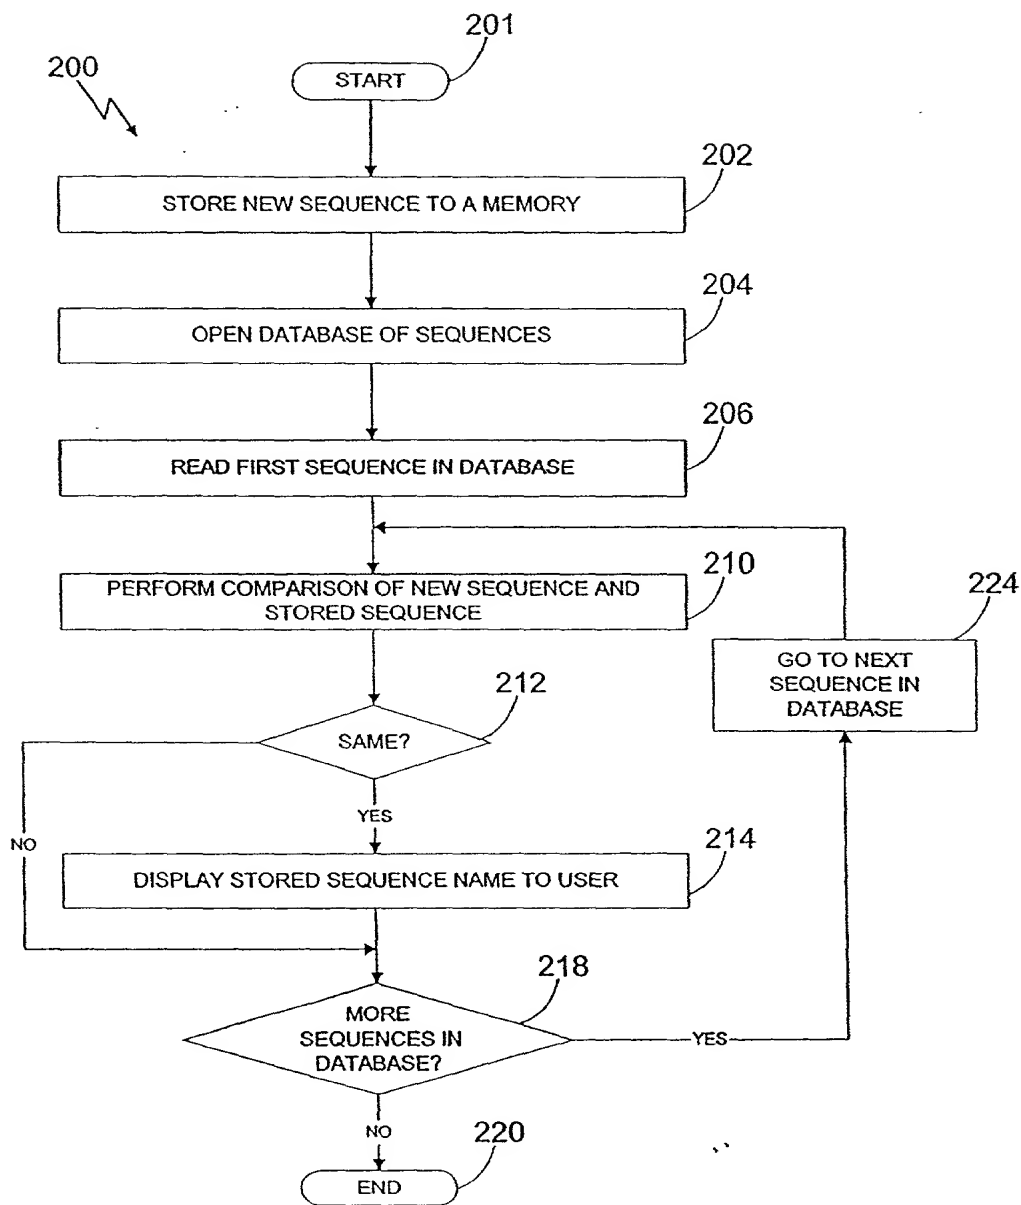 201
200
START
202
STORE NEW SEQUENCE TO A MEMORY
204
OPEN DATABASE OF SEQUENCES
206
READ FIRST SEQUENCE IN DATABASE
210
PERFORM COMPARISON OF NEW SEQUENCE AND
STORED SEQUENCE
224
GO TO NEXT
SEQUENCE IN
DATABASE
212
SAME?
YES
NO
214
DISPLAY STORED SEQUENCE NAME TO USER
218
MORE
SEQUENCES IN
DATABASE?
YES
NO
220
END